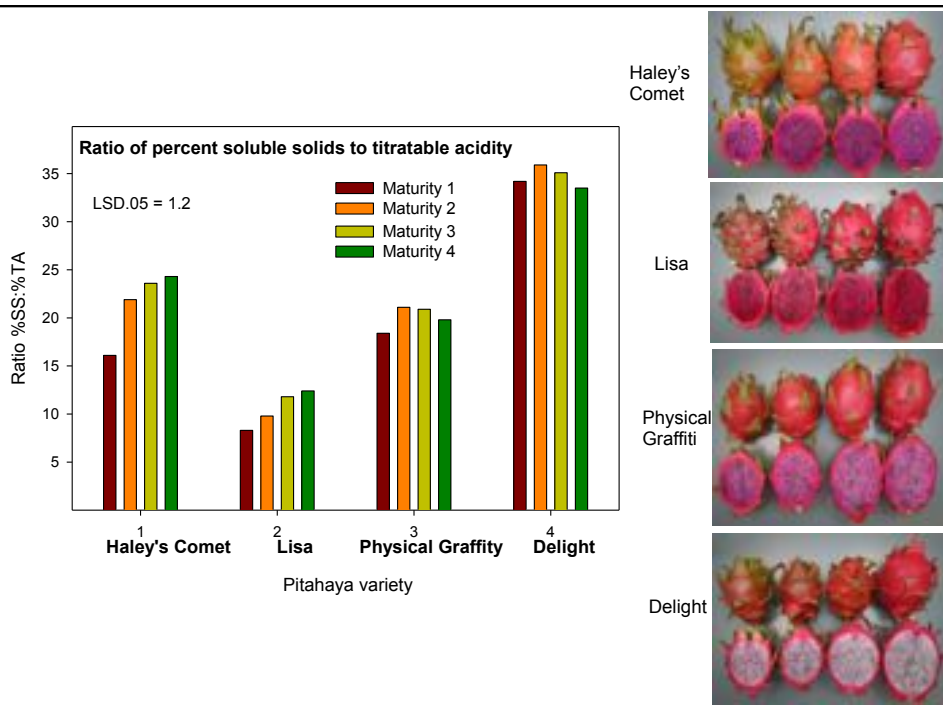 Ratio of percent soluble solids to titratable acidity
LSD.05 = 1.2
Maturity 1
Maturity 2
Maturity 3
Maturity 4
Ratio %SS:%TA
35
30
25
20
15
10
5
1
2
3
4
Haley's Comet
Lisa
Physical Graffity
Delight
Pitahaya variety
Haley's
Comet
Lisa
Physical
Graffiti
Delight